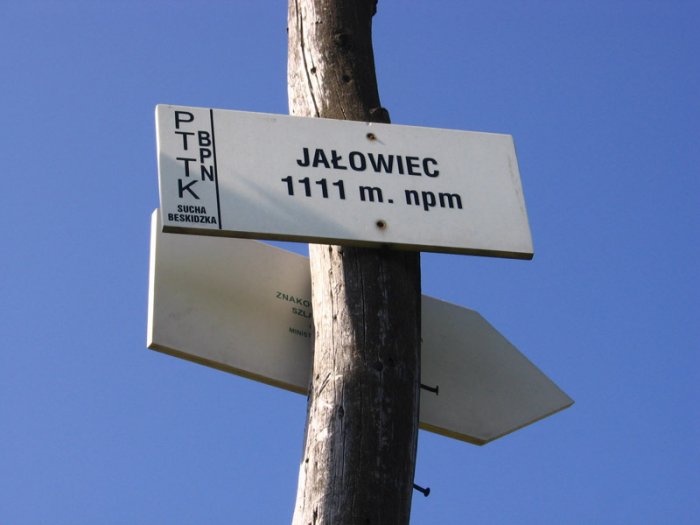 PTTK
BPN
SUCHA
BESKIDZKA
JAŁOWIEC
1111 m. npm